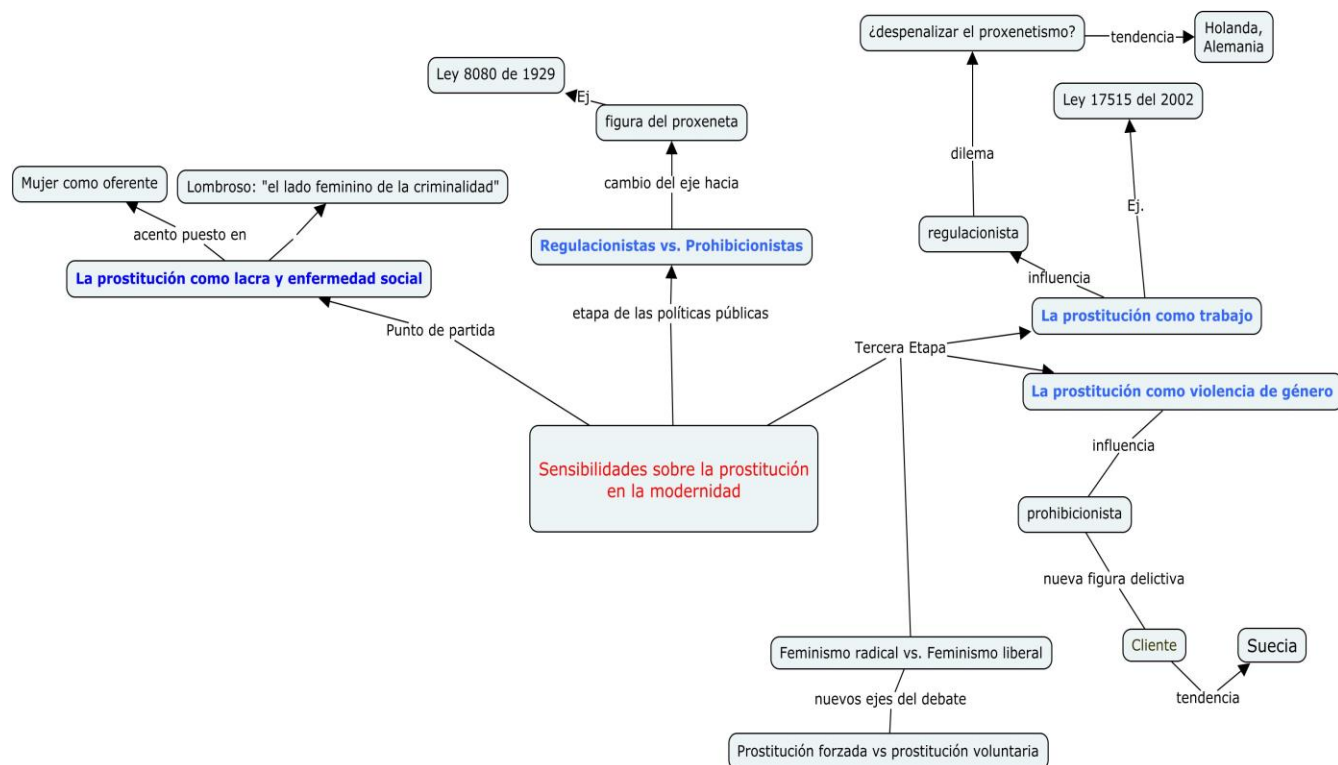 ¿despenalizar el proxenetismo?
tendencia
Holanda,
Alemania
Ley 8080 de 1929
Ej
figura del proxeneta
Ley 17515 del 2002
dilema
cambio del eje hacia
Mujer como oferente
Lombroso: "el lado feminino de la criminalidad"
acento puesto en
Ej.
regulacionista
Regulacionistas vs. Prohibicionistas
La prostitución como lacra y enfermedad social
influencia
etapa de las políticas públicas
La prostitución como trabajo
Punto de partida
Tercera Etapa
La prostitución como violencia de género
influencia
Sensibilidades sobre la prostitución
en la modernidad
prohibicionista
nueva figura delictiva
Cliente
Suecia
Feminismo radical vs. Feminismo liberal
tendencia
nuevos ejes del debate
Prostitución forzada vs prostitución voluntaria